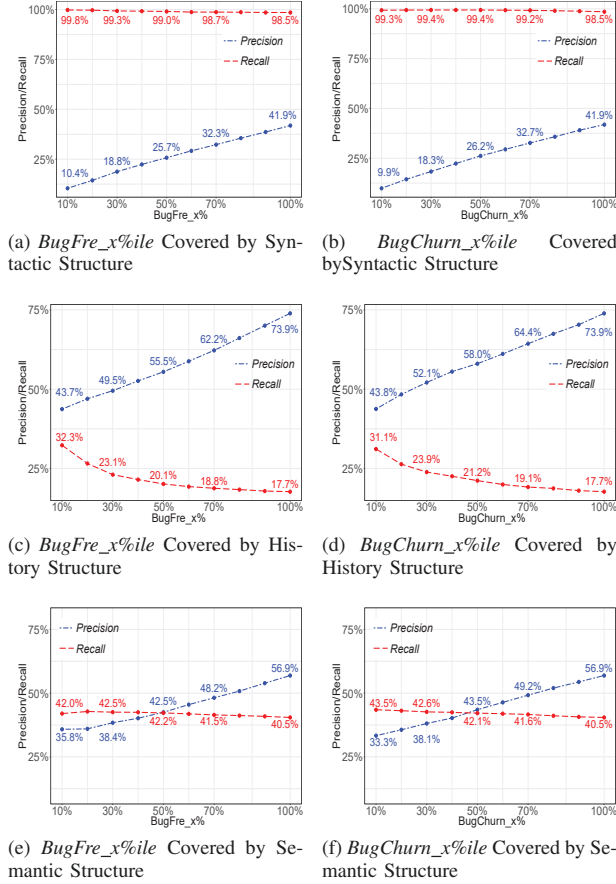 99.8% 99.3% 99.0% 98.7% 98.5%
Precision
Recall
41.9%
32.3%
25.7%
18.8%
10.4%
75%
50%
25%
Precision/Recall
10% 30% 50% 70% 100%
BugFre_x%
(a) BugFre_x%ile Covered by Syn-
tactic Structure
100%
99.3% 99.4% 99.4% 99.2% 98.5%
Precision
Recall
41.9%
32.7%
26.2%
18.3%
9.9%
75%
50%
25%
Precision/Recall
10% 30% 50% 70% 100%
BugChurn_x%
(b) BugChurn_x%ile Covered
bySyntactic Structure
100%
75%
50%
25%
Precision/Recall
73.9%
62.2%
55.5%
49.5%
43.7%
Precision
Recall
32.3%
23.1%
20.1% 18.8% 17.7%
10% 30% 50% 70% 100%
BugFre_x%
(c) BugFre_x%ile Covered by His-
tory Structure
75%
50%
25%
Precision/Recall
73.9%
64.4%
58.0%
52.1%
43.8%
Precision
Recall
31.1%
23.9%
21.2% 19.1% 17.7%
10% 30% 50% 70% 100%
BugChurn_x%
(d) BugChurn_x%ile Covered by
History Structure
75%
50%
25%
Precision/Recall
Precision
Recall
56.9%
48.2%
42.0% 42.5% 42.5%
42.2% 41.5% 40.5%
35.8% 38.4%
10% 30% 50% 70% 100%
BugFre_x%
(e) BugFre_x%ile Covered by Se-
mantic Structure
75%
50%
25%
Precision/Recall
Precision
Recall
56.9%
49.2%
43.5% 42.6% 43.5%
42.1% 41.6% 40.5%
33.3% 38.1%
10% 30% 50% 70% 100%
BugChurn_x%
(f) BugChurn_x%ile Covered by Se-
mantic Structure